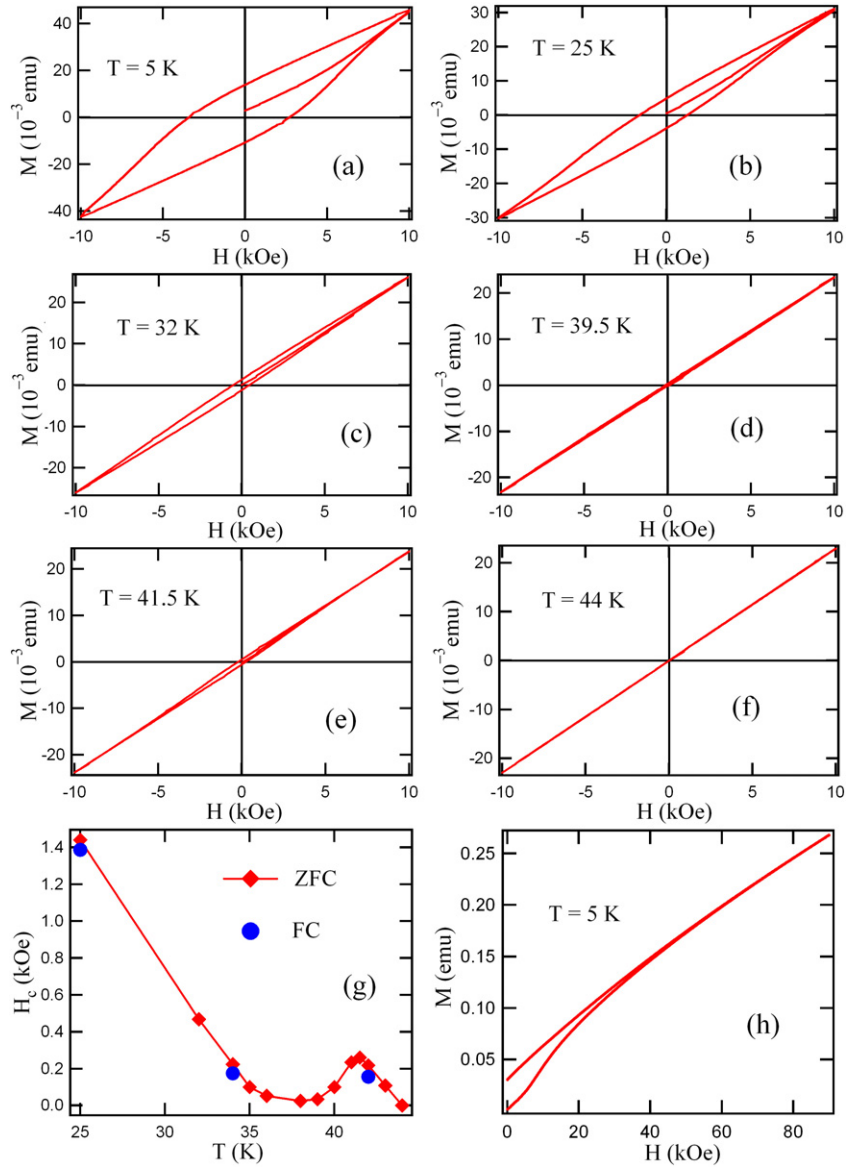 40
20
0
-20
-40
M (10⁻³ emu)
T = 5 K
(a)
-10 -5 0 5 10
H (kOe)
30
20
10
0
-10
-20
-30
M (10⁻³ emu)
T = 25 K
(b)
-10 -5 0 5 10
H (kOe)
20
10
0
-10
-20
M (10⁻³ emu)
T = 32 K
(c)
-10 -5 0 5 10
H (kOe)
20
10
0
-10
-20
M (10⁻³ emu)
T = 39.5 K
(d)
-10 -5 0 5 10
H (kOe)
20
10
0
-10
-20
M (10⁻³ emu)
T = 41.5 K
(e)
-10 -5 0 5 10
H (kOe)
20
10
0
-10
-20
M (10⁻³ emu)
T = 44 K
(f)
-10 -5 0 5 10
H (kOe)
1.4
1.2
1.0
0.8
0.6
0.4
0.2
0.0
H_c (kOe)
ZFC
FC
(g)
25 30 35 40
T (K)
0.25
0.20
0.15
0.10
0.05
M (emu)
T = 5 K
(h)
0 20 40 60 80
H (kOe)